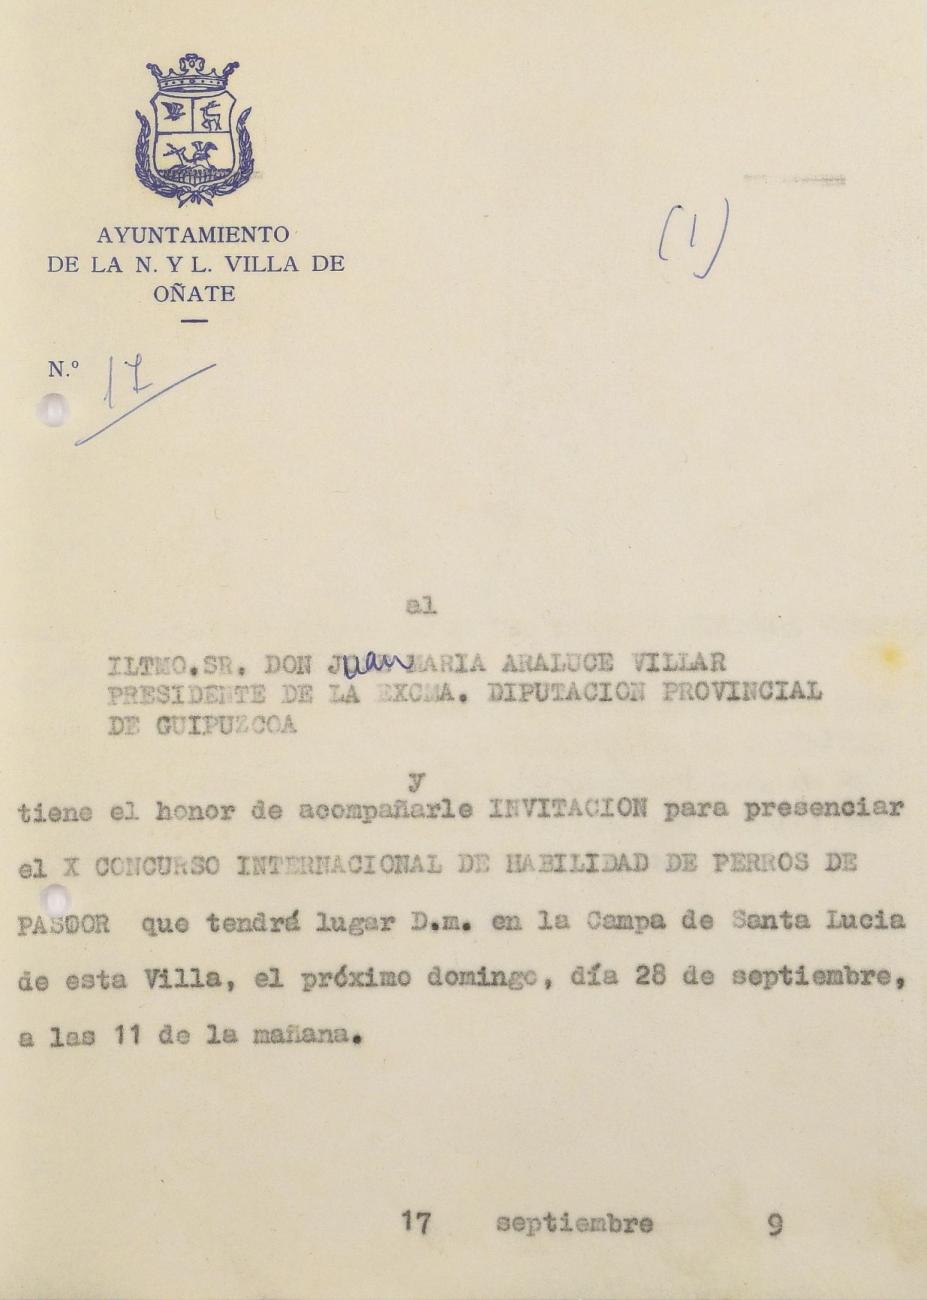 AYUNTAMIENTO
DE LA N. Y L. VILLA DE
OÑATE
(1)
N.º 17
al
ILTMO.SR. DON Juan MARIA ARALUCE VILLAR
PRESIDENTE DE LA EXCMA. DIPUTACION PROVINCIAL
DE GUIPUZCOA
y
tiene el honor de acompañarle INVITACION para presenciar
el X CONCURSO INTERNACIONAL DE HABILIDAD DE PERROS DE
PASTOR que tendrá lugar D.m. en la Campa de Santa Lucia
de esta Villa, el próximo domingo, día 28 de septiembre,
a las 11 de la mañana.
17 septiembre 9